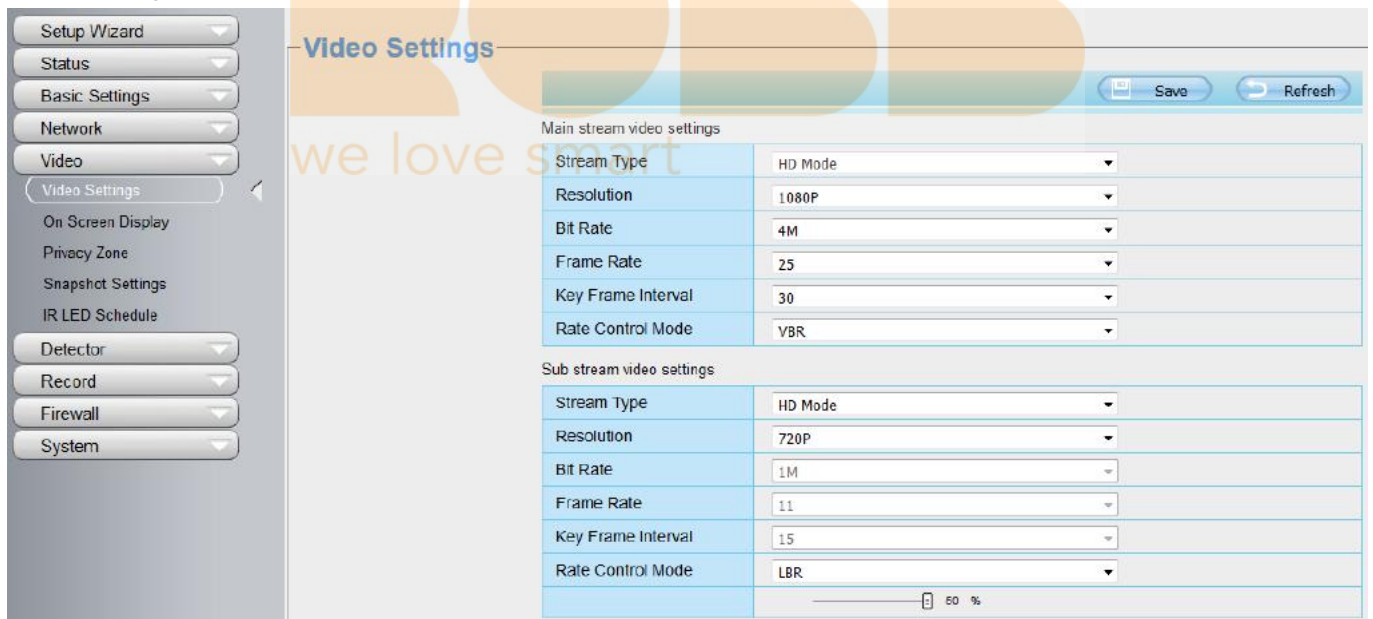 Setup Wizard
Status
Basic Settings
Network
Video
Video Settings
On Screen Display
Privacy Zone
Snapshot Settings
IR LED Schedule
Detector
Record
Firewall
System
Video Settings
we love smart
Save Refresh
Main stream video settings
Stream Type HD Mode
Resolution 1080P
Bit Rate 4M
Frame Rate 25
Key Frame Interval 30
Rate Control Mode VBR
Sub stream video settings
Stream Type HD Mode
Resolution 720P
Bit Rate 1M
Frame Rate 11
Key Frame Interval 15
Rate Control Mode LBR
60 %